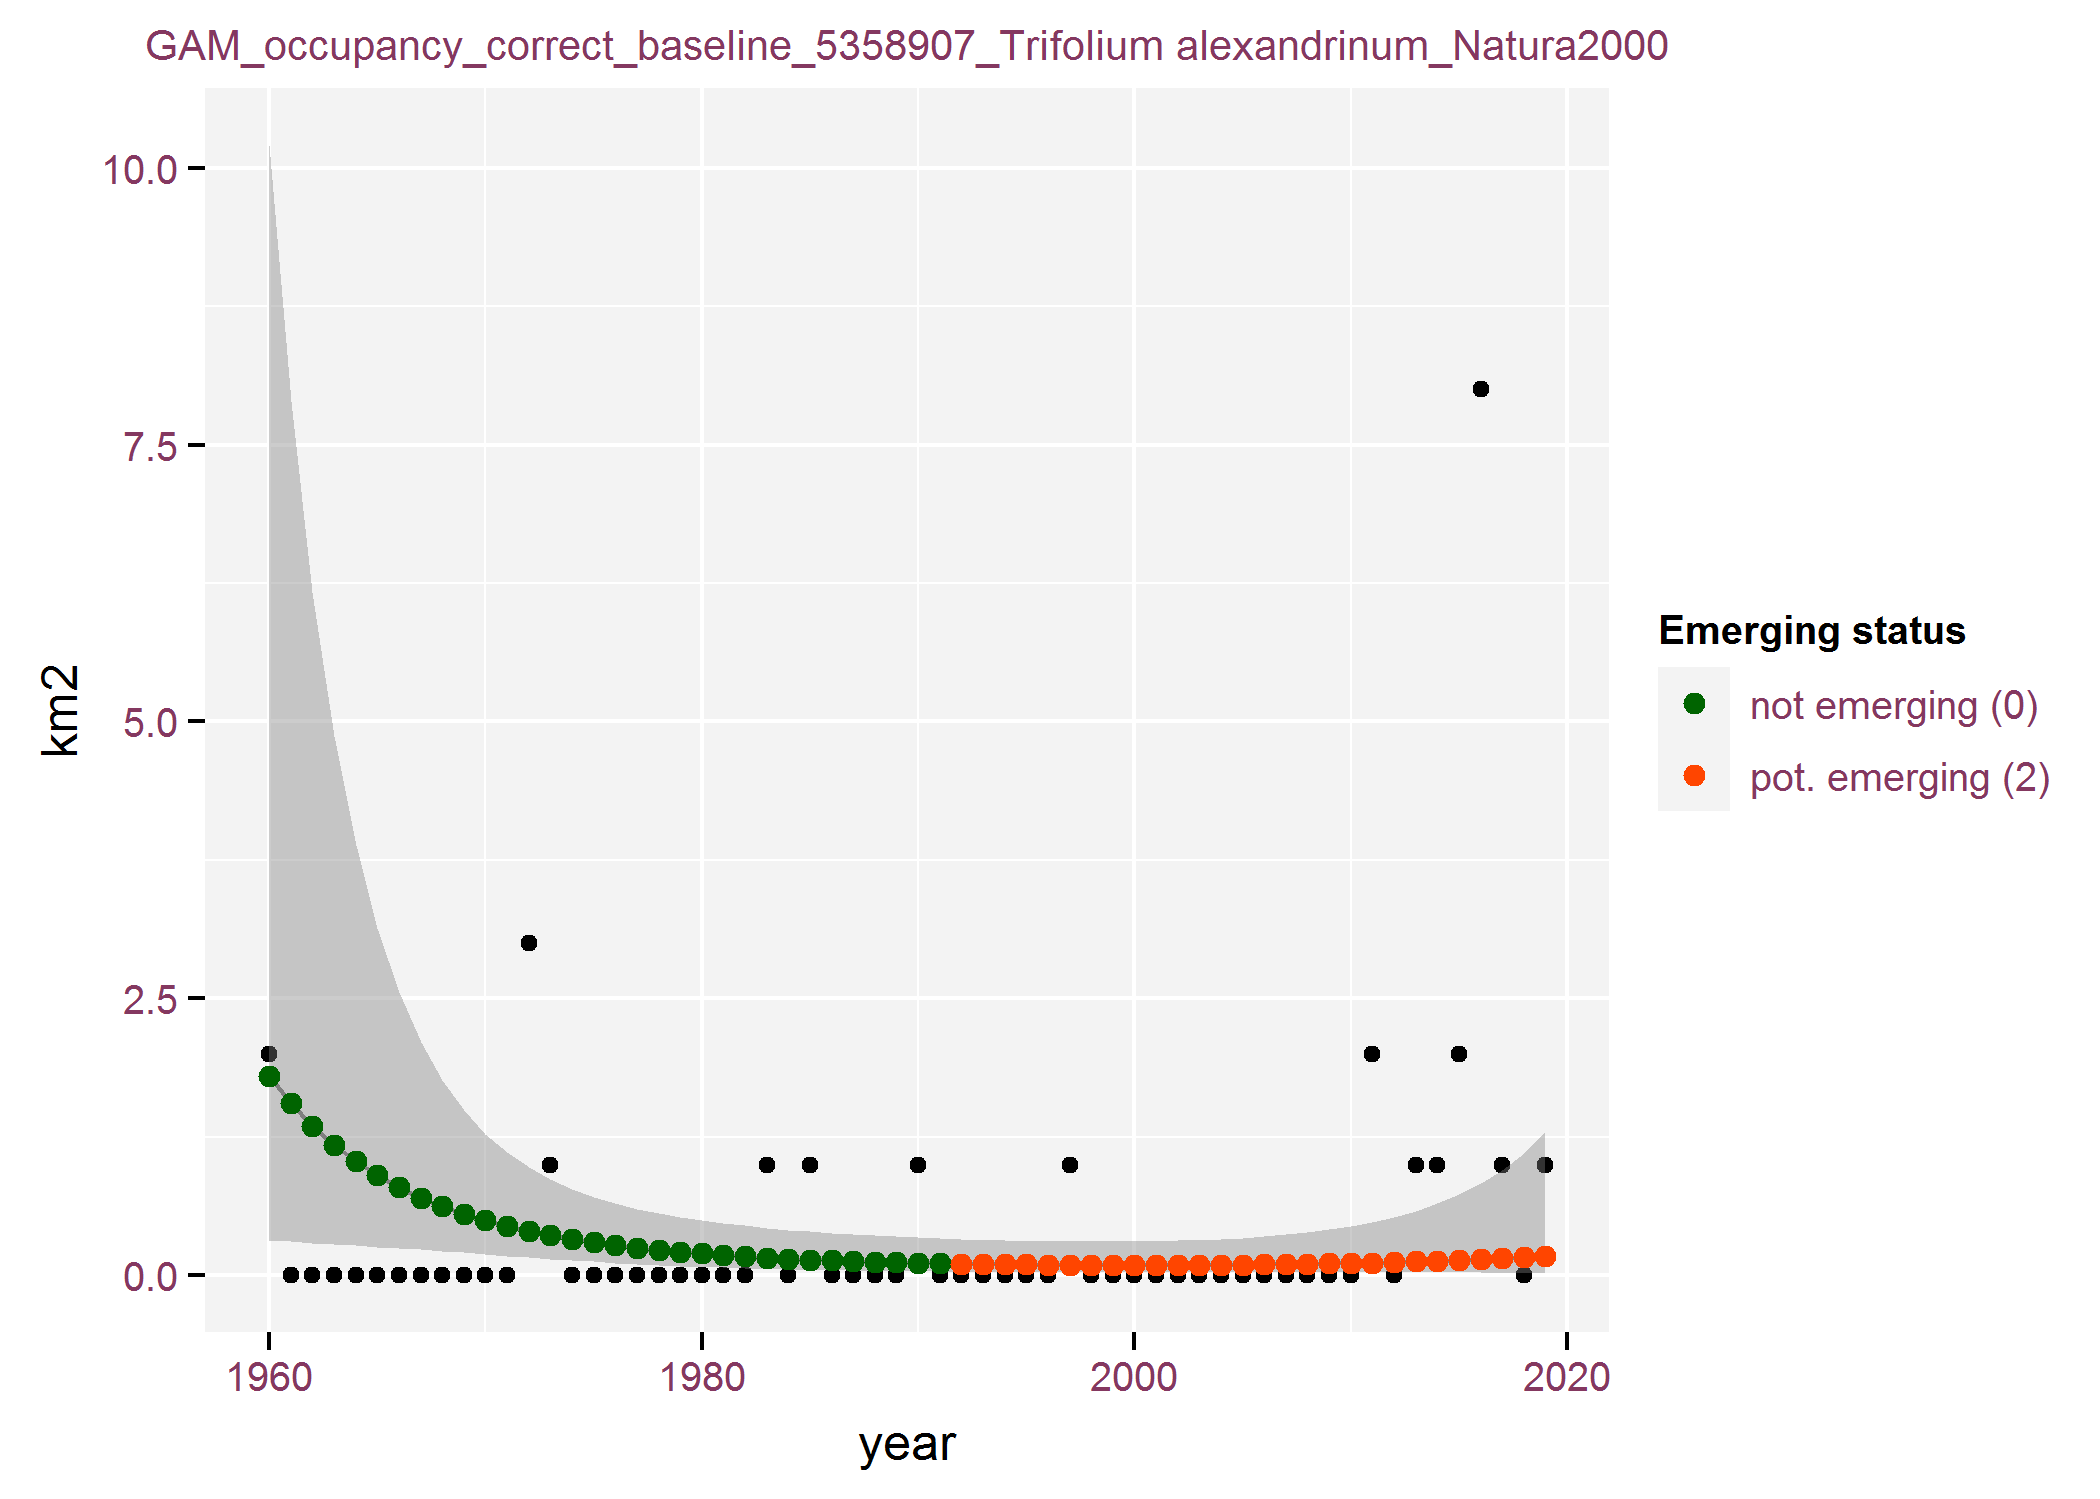 GAM_occupancy_correct_baseline_5358907_Trifolium alexandrinum_Natura2000
10.0
7.5
5.0
2.5
0.0
km2
1960
1980
2000
2020
year
Emerging status
not emerging (0)
pot. emerging (2)